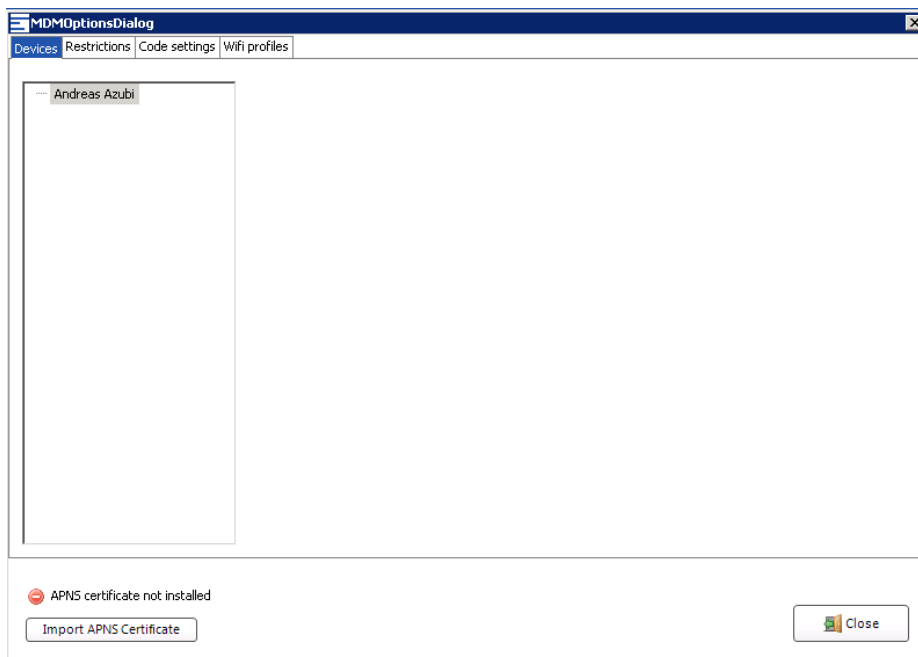 MDMOptionsDialog
Devices Restrictions Code settings Wifi profiles
Andreas Azubi
APNS certificate not installed
Import APNS Certificate
Close